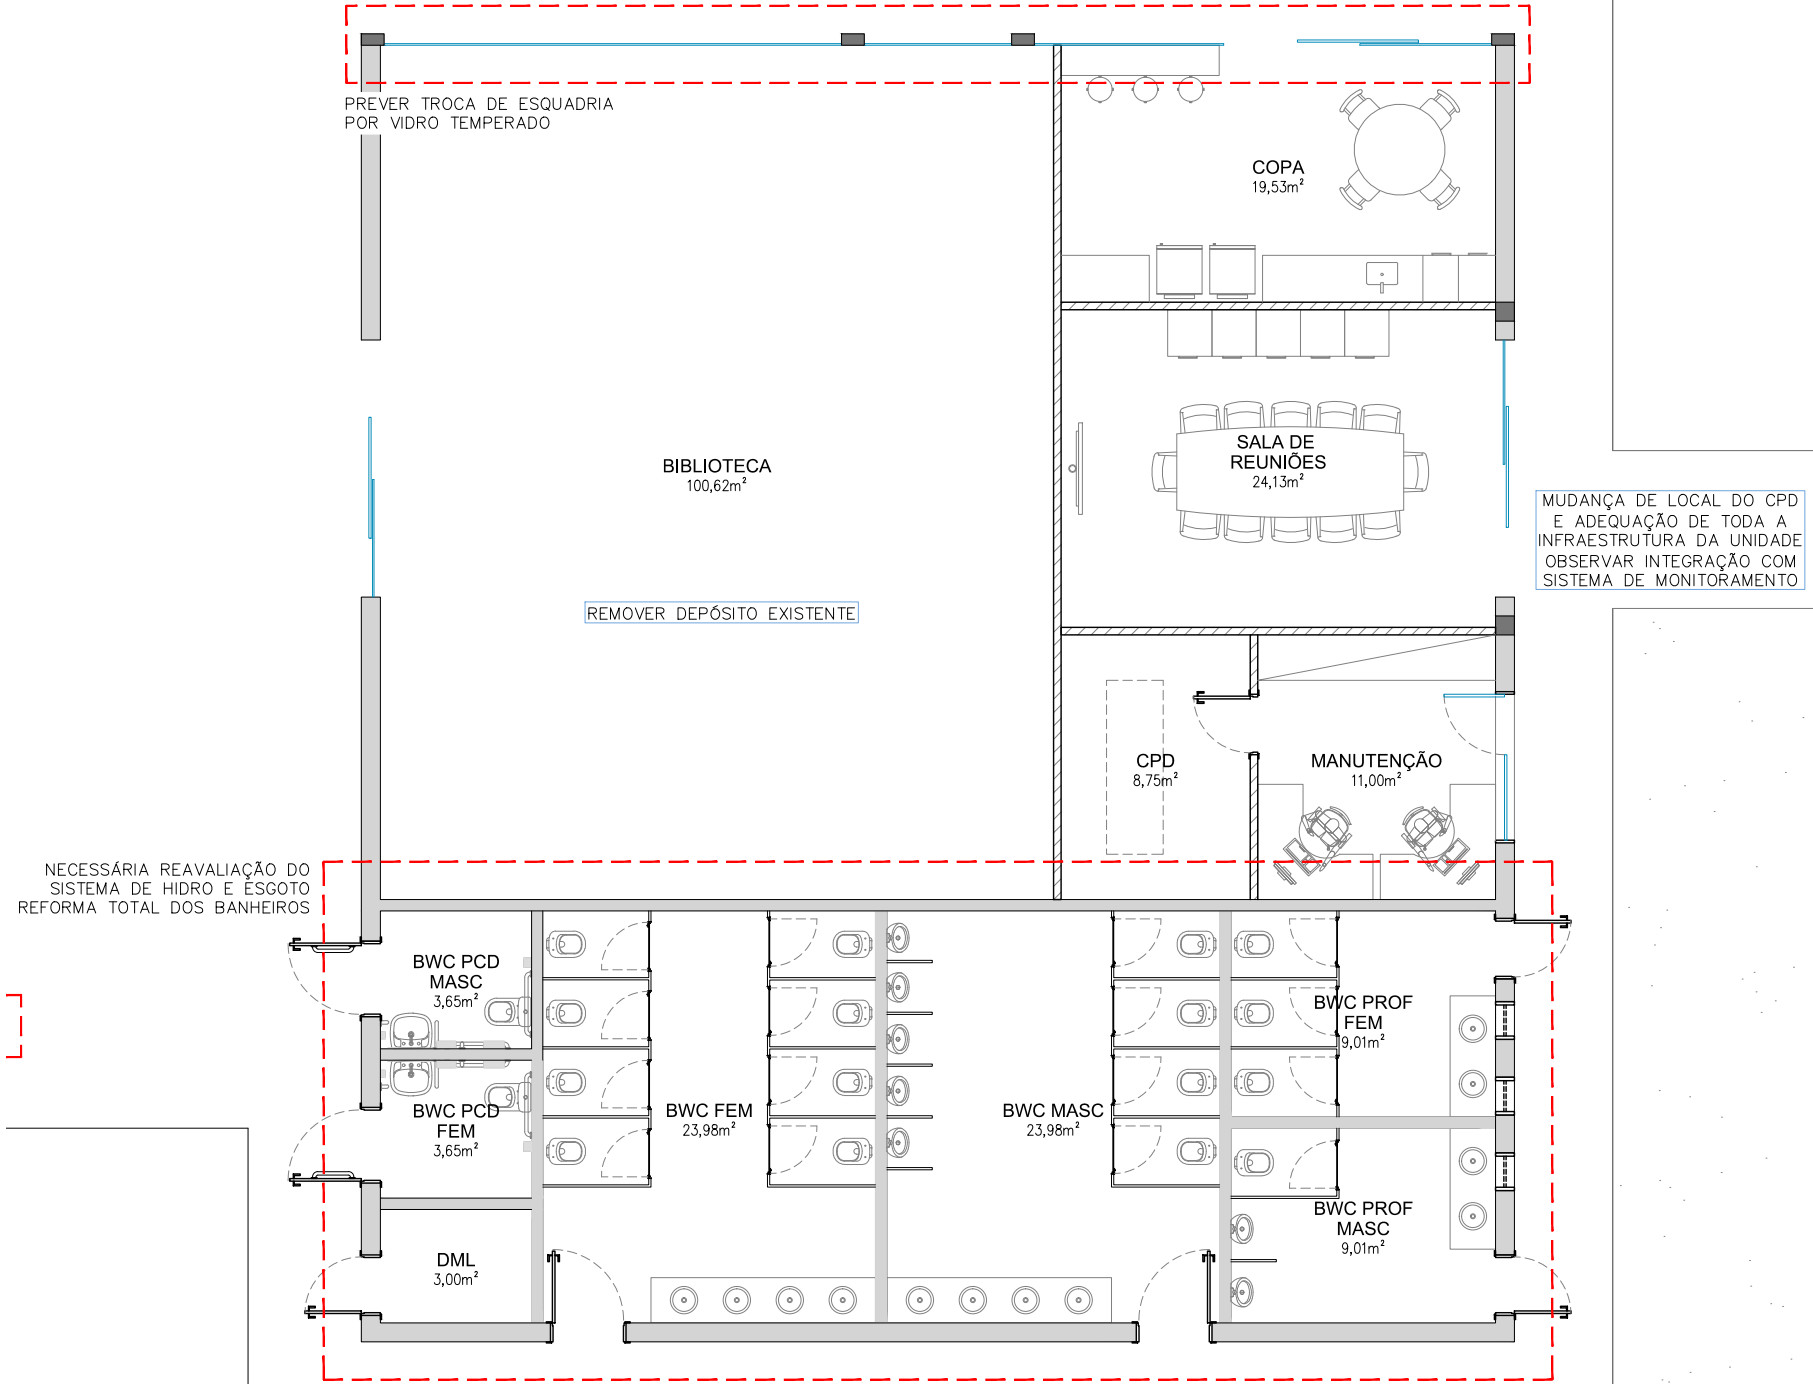 PREVER TROCA DE ESQUADRIA
POR VIDRO TEMPERADO
COPA
19,53m²
BIBLIOTECA
100,62m²
SALA DE
REUNIÕES
24,13m²
MUDANÇA DE LOCAL DO CPD
E ADEQUAÇÃO DE TODA A
INFRAESTRUTURA DA UNIDADE
OBSERVAR INTEGRAÇÃO COM
SISTEMA DE MONITORAMENTO
REMOVER DEPÓSITO EXISTENTE
CPD
8,75m²
MANUTENÇÃO
11,00m²
NECESSÁRIA REAVALIAÇÃO DO
SISTEMA DE HIDRO E ESGOTO
REFORMA TOTAL DOS BANHEIROS
BWC PCD
MASC
3,65m²
BWC PROF
FEM
9,01m²
BWC PCD
FEM
3,65m²
BWC FEM
23,98m²
BWC MASC
23,98m²
BWC PROF
MASC
9,01m²
DML
3,00m²